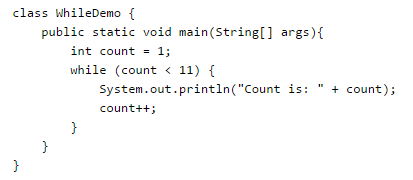 class WhileDemo {
    public static void main(String[] args){
        int count = 1;
        while (count < 11) {
            System.out.println("Count is: " + count);
            count++;
        }
    }
}